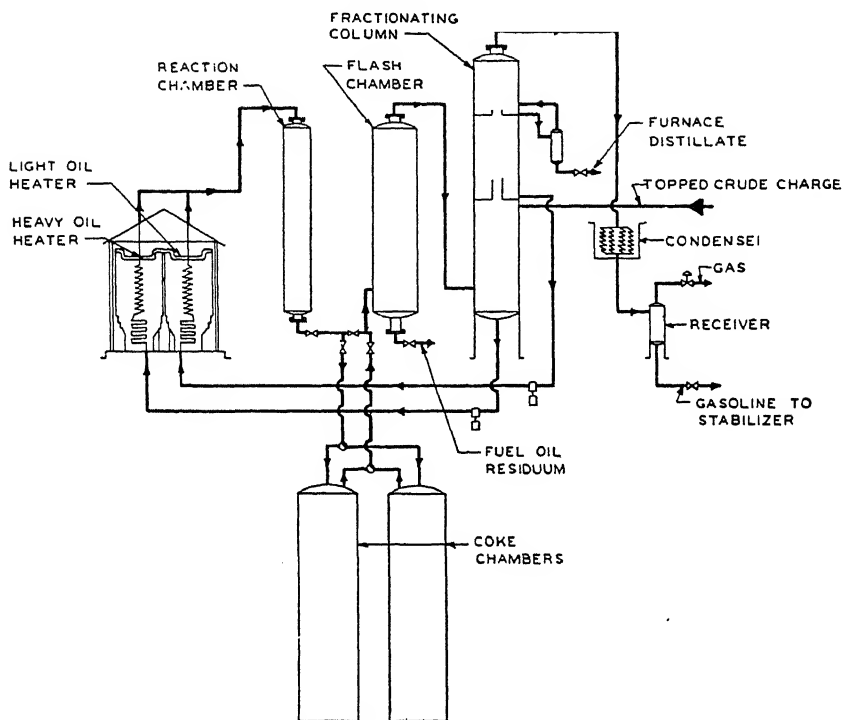 FRACTIONATING
COLUMN
REACTION
CHAMBER
FLASH
CHAMBER
FURNACE
DISTILLATE
LIGHT OIL
HEATER
TOPPED CRUDE CHARGE
HEAVY OIL
HEATER
CONDENSEI
GAS
RECEIVER
GASOLINE TO
STABILIZER
FUEL OIL
RESIDUUM
COKE
CHAMBERS